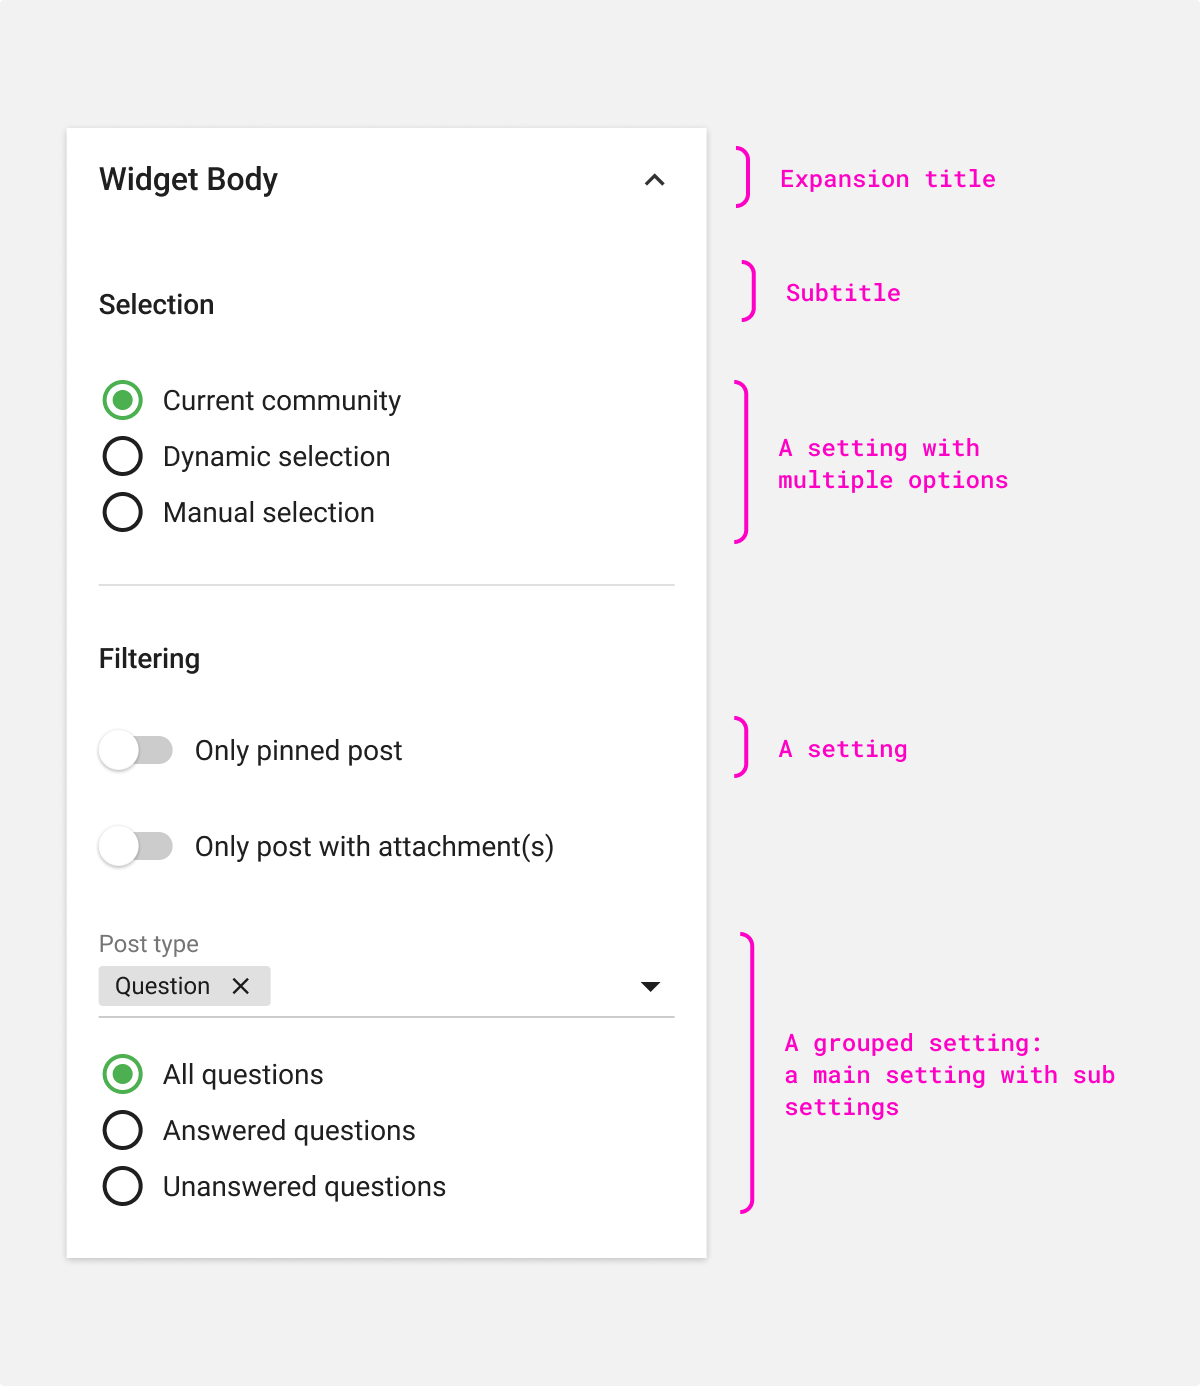 Widget Body
Expansion title
Selection
Subtitle
Current community
Dynamic selection
Manual selection
A setting with
multiple options
Filtering
Only pinned post
A setting
Only post with attachment(s)
Post type
Question
All questions
Answered questions
Unanswered questions
A grouped setting:
a main setting with sub
settings